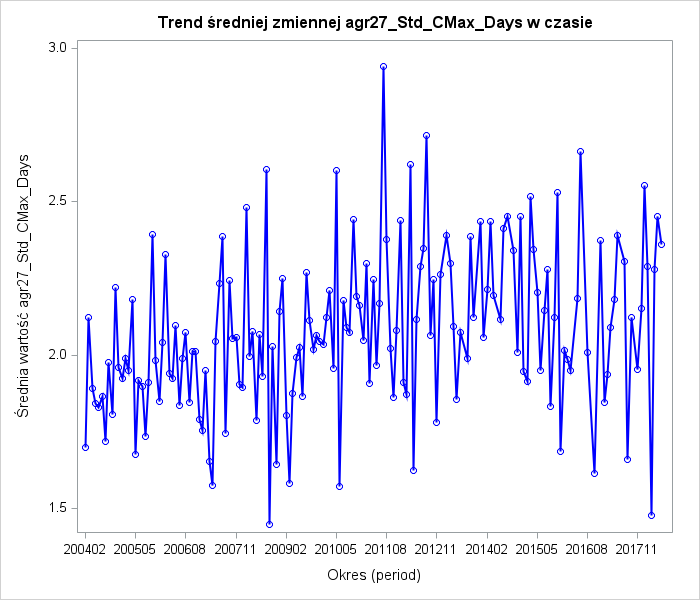 Trend średniej zmiennej agr27_Std_CMax_Days w czasie
Średnia wartość agr27_Std_CMax_Days
3.0
2.5
2.0
1.5
200402 200505 200608 200711 200902 201005 201108 201211 201402 201505 201608 201711
Okres (period)